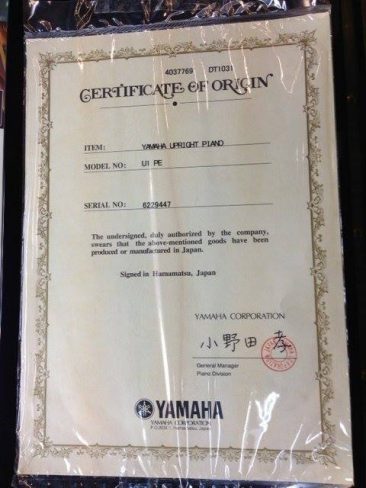 4037769 DT1031
CERTIFICATE OF ORIGIN
ITEM: YAMAHA UPRIGHT PIANO
MODEL NO: U1 PE
SERIAL NO: 6229447
The undersigned, duly authorized by the company,
swears that the above-mentioned goods have been
produced or manufactured in Japan.
Signed in Hamamatsu, Japan
YAMAHA CORPORATION
小野田 孝
General Manager
Piano Division
YAMAHA
YAMAHA CORPORATION
Hamamatsu, Japan